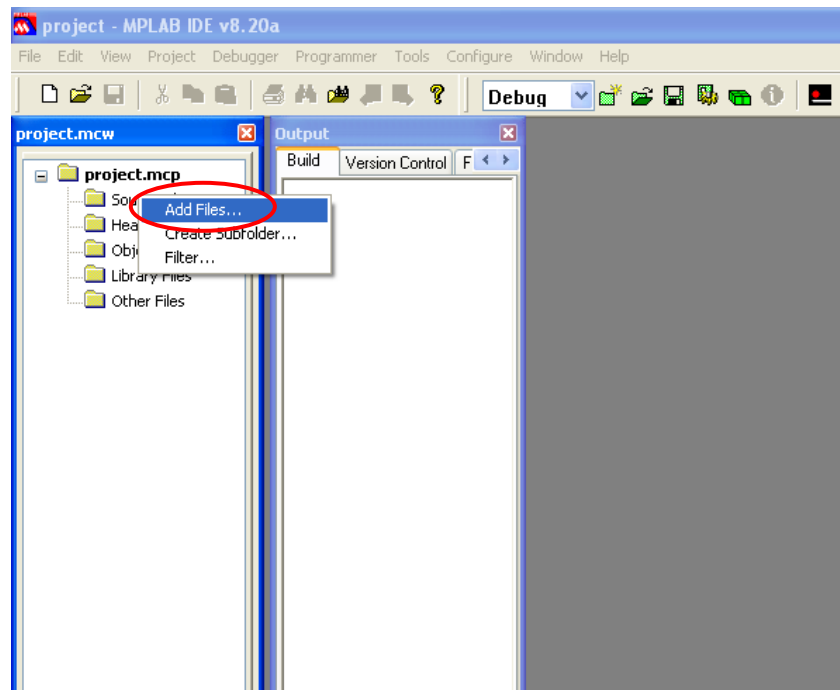 project - MPLAB IDE v8.20a
File Edit View Project Debugger Programmer Tools Configure Window Help
Debug
project.mcw
Output
Build Version Control F
project.mcp
Add Files...
Create Subfolder...
Filter...
Library Files
Other Files